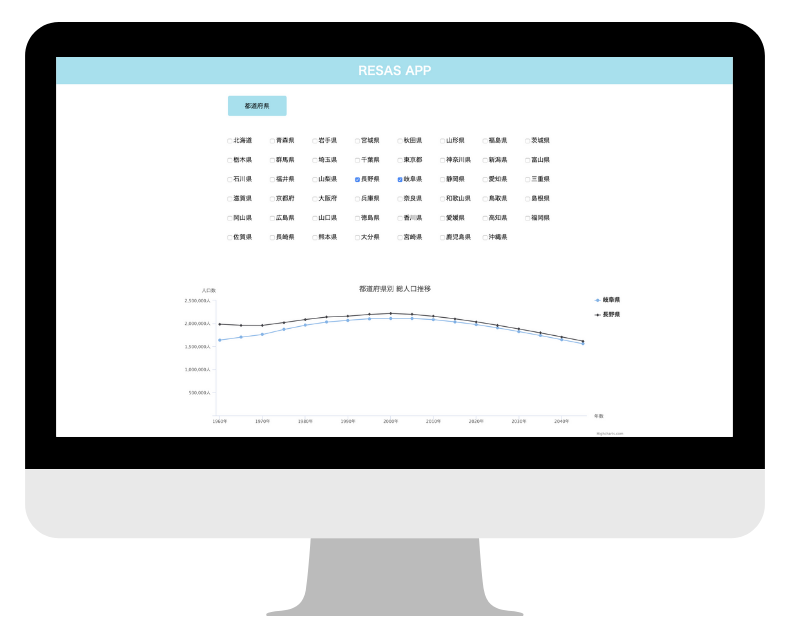 RESAS APP
都道府県
北海道 青森県 岩手県 宮城県 秋田県 山形県 福島県 茨城県
栃木県 群馬県 埼玉県 千葉県 東京都 神奈川県 新潟県 富山県
石川県 福井県 山梨県 長野県 岐阜県 静岡県 愛知県 三重県
滋賀県 京都府 大阪府 兵庫県 奈良県 和歌山県 鳥取県 島根県
岡山県 広島県 山口県 徳島県 香川県 愛媛県 高知県 福岡県
佐賀県 長崎県 熊本県 大分県 宮崎県 鹿児島県 沖縄県
都道府県別 総人口推移
人口数
2,500,000人
2,000,000人
1,500,000人
1,000,000人
500,000人
岐阜県
長野県
年数
1960年 1970年 1980年 1990年 2000年 2010年 2020年 2030年 2040年
Highcharts.com